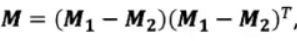 M = (M₁ − M₂)(M₁ − M₂)ᵀ,